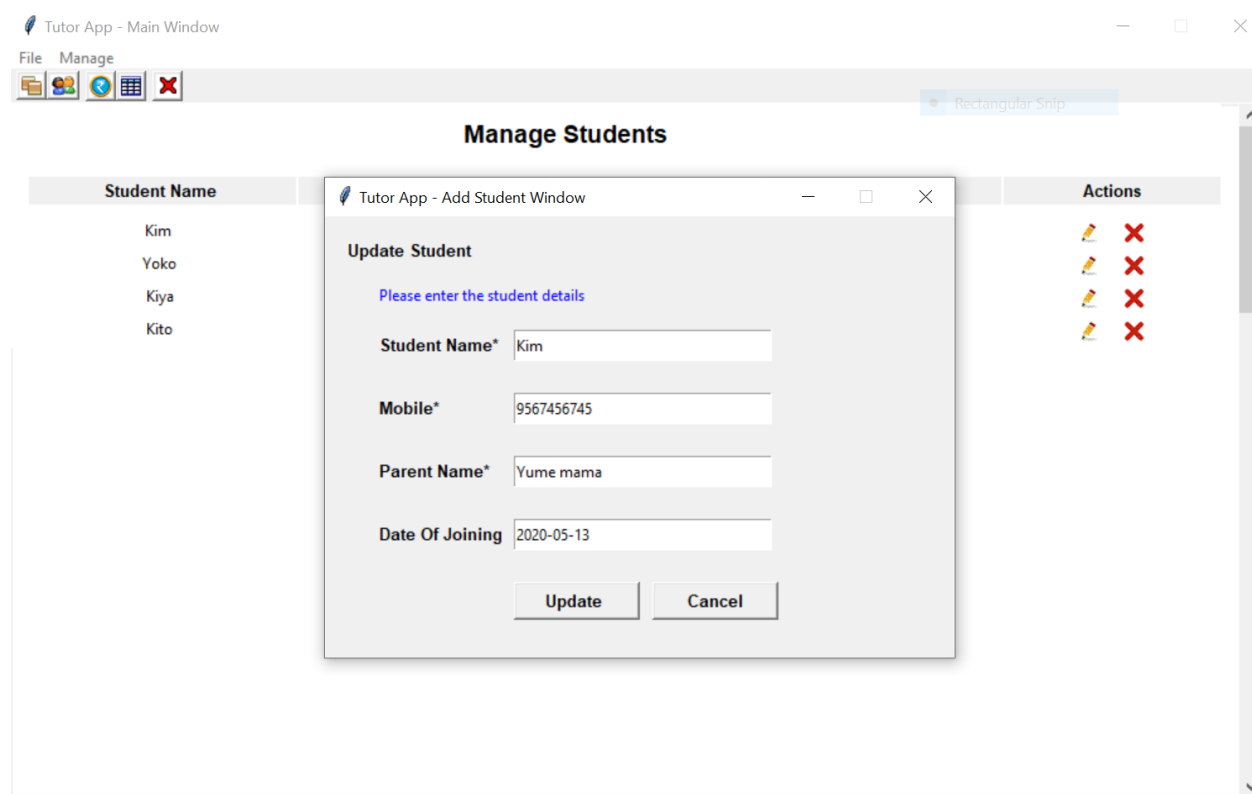 Tutor App - Main Window
File Manage
Rectangular Snip
Manage Students
Student Name Actions
Kim
Yoko
Kiya
Kito
Tutor App - Add Student Window
Update Student
Please enter the student details
Student Name* Kim
Mobile* 9567456745
Parent Name* Yume mama
Date Of Joining 2020-05-13
Update Cancel